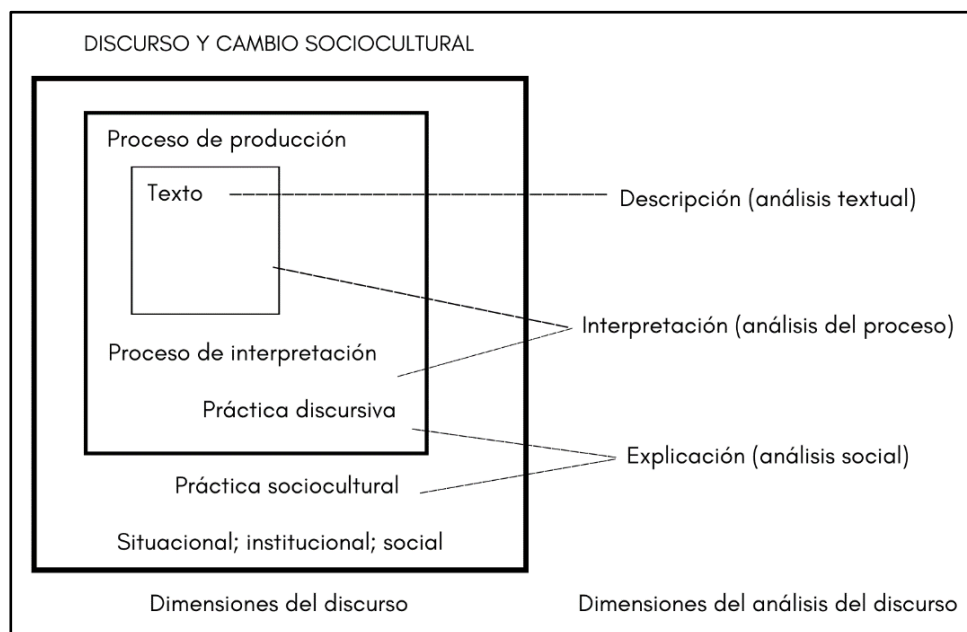 DISCURSO Y CAMBIO SOCIOCULTURAL
Proceso de producción
Texto
Descripción (análisis textual)
Interpretación (análisis del proceso)
Proceso de interpretación
Práctica discursiva
Explicación (análisis social)
Práctica sociocultural
Situacional; institucional; social
Dimensiones del discurso
Dimensiones del análisis del discurso